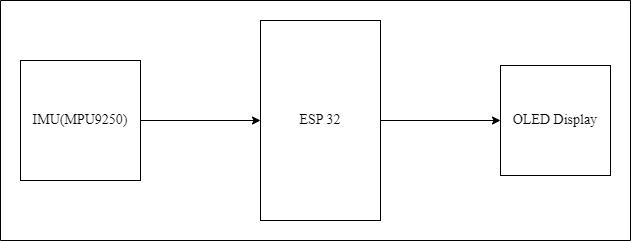 IMU(MPU9250)
ESP 32
OLED Display